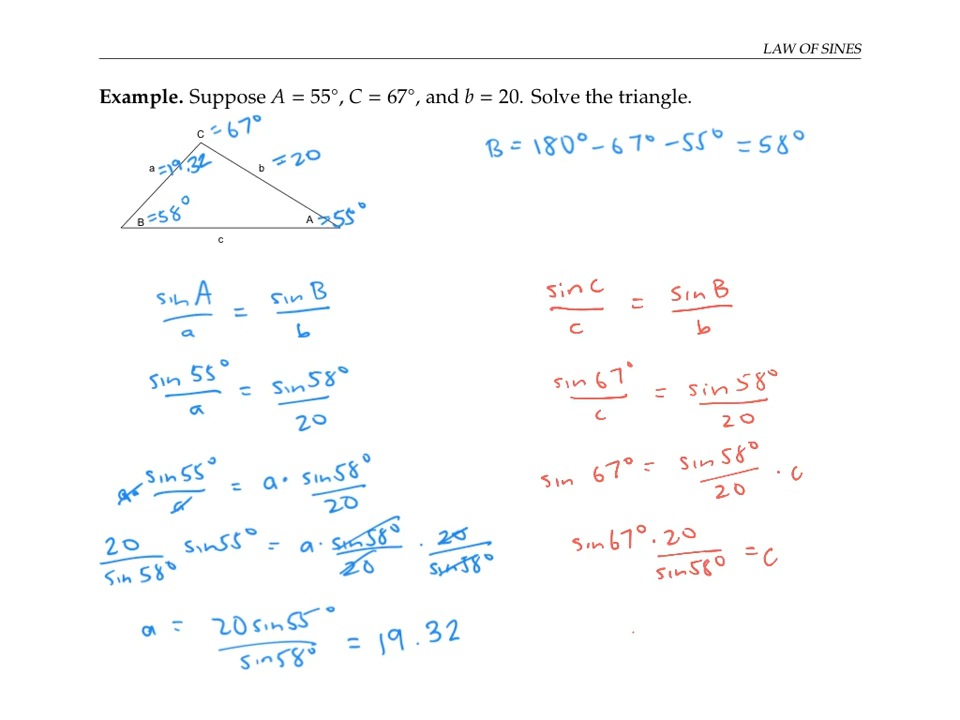 LAW OF SINES
Example. Suppose A = 55°, C = 67°, and b = 20. Solve the triangle.
C = 67°
a = 19.32
b = 20
B = 58°
A = 55°
c
B = 180° - 67° - 55° = 58°
sin A / a = sin B / b
sin 55° / a = sin 58° / 20
a · sin 55° / a = a · sin 58° / 20
20 / sin 58° sin 55° = a · sin 58° / 20 · 20 / sin 58°
a = 20 sin 55° / sin 58° = 19.32
sin C / c = sin B / b
sin 67° / c = sin 58° / 20
sin 67° = sin 58° / 20 · c
sin 67° · 20 / sin 58° = c